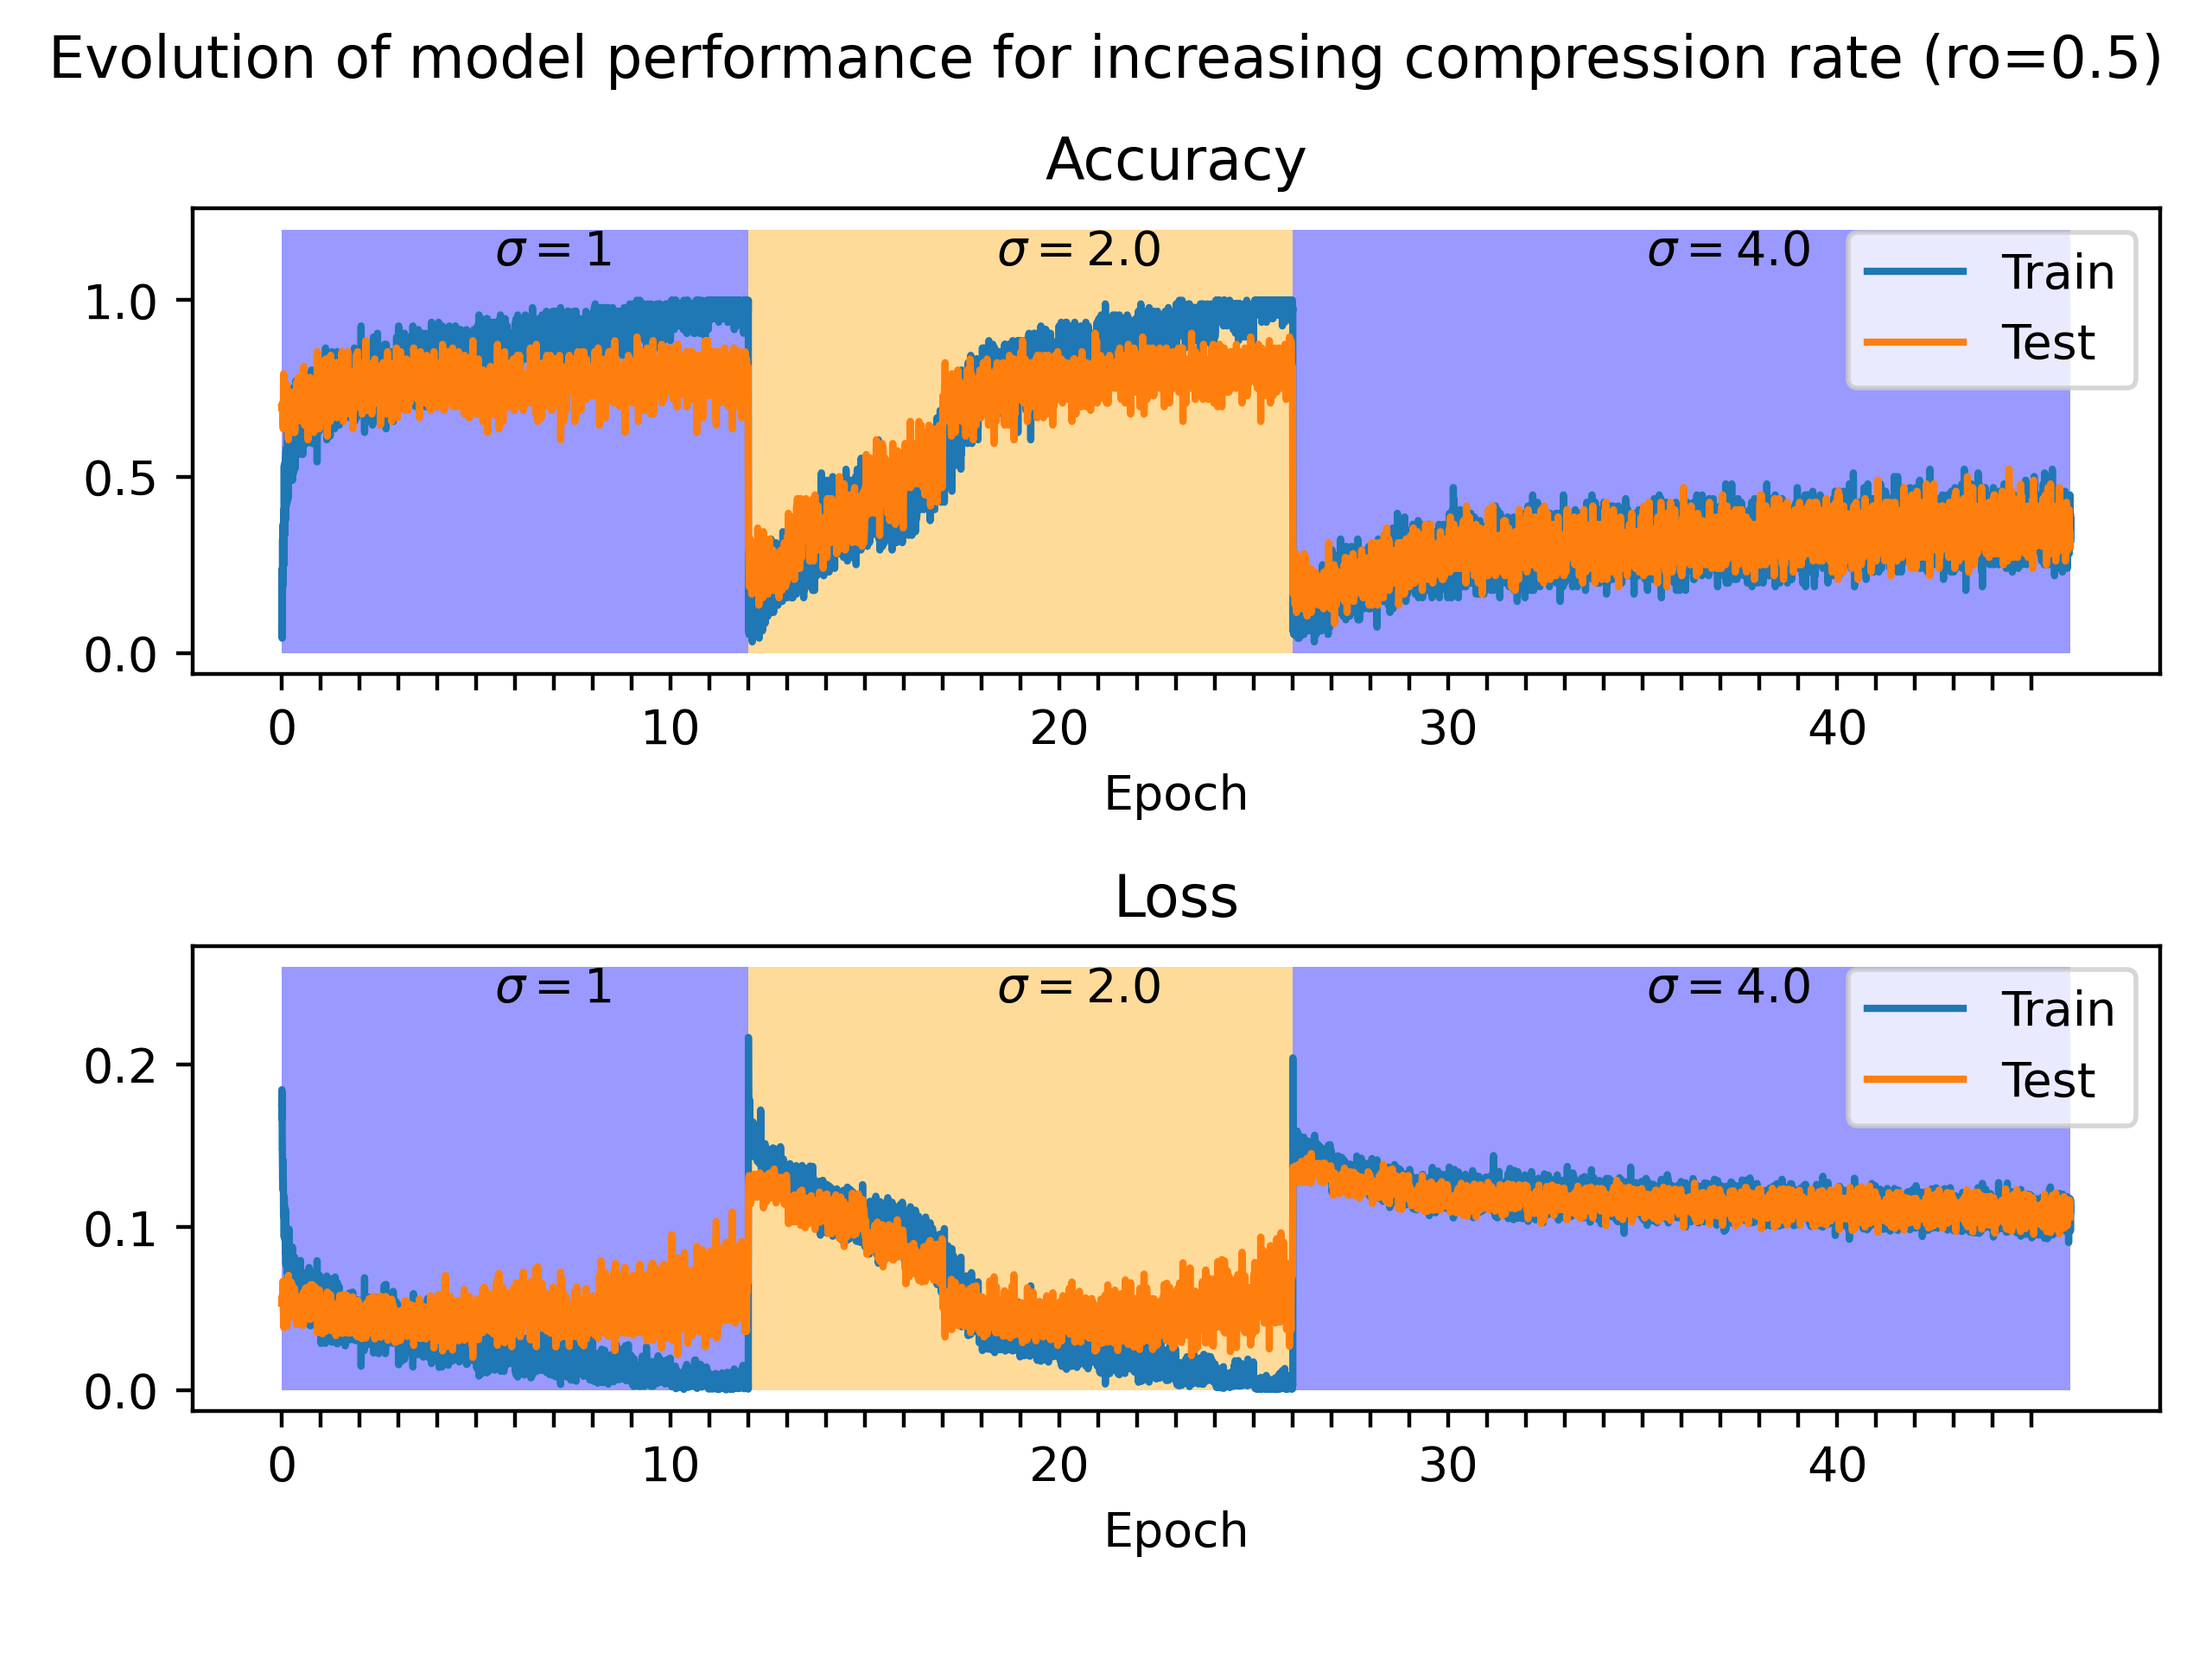 Evolution of model performance for increasing compression rate (ro=0.5)
Accuracy
σ = 1
σ = 2.0
σ = 4.0
Train
Test
1.0
0.5
0.0
0
10
20
30
40
Epoch
Loss
σ = 1
σ = 2.0
σ = 4.0
Train
Test
0.2
0.1
0.0
0
10
20
30
40
Epoch